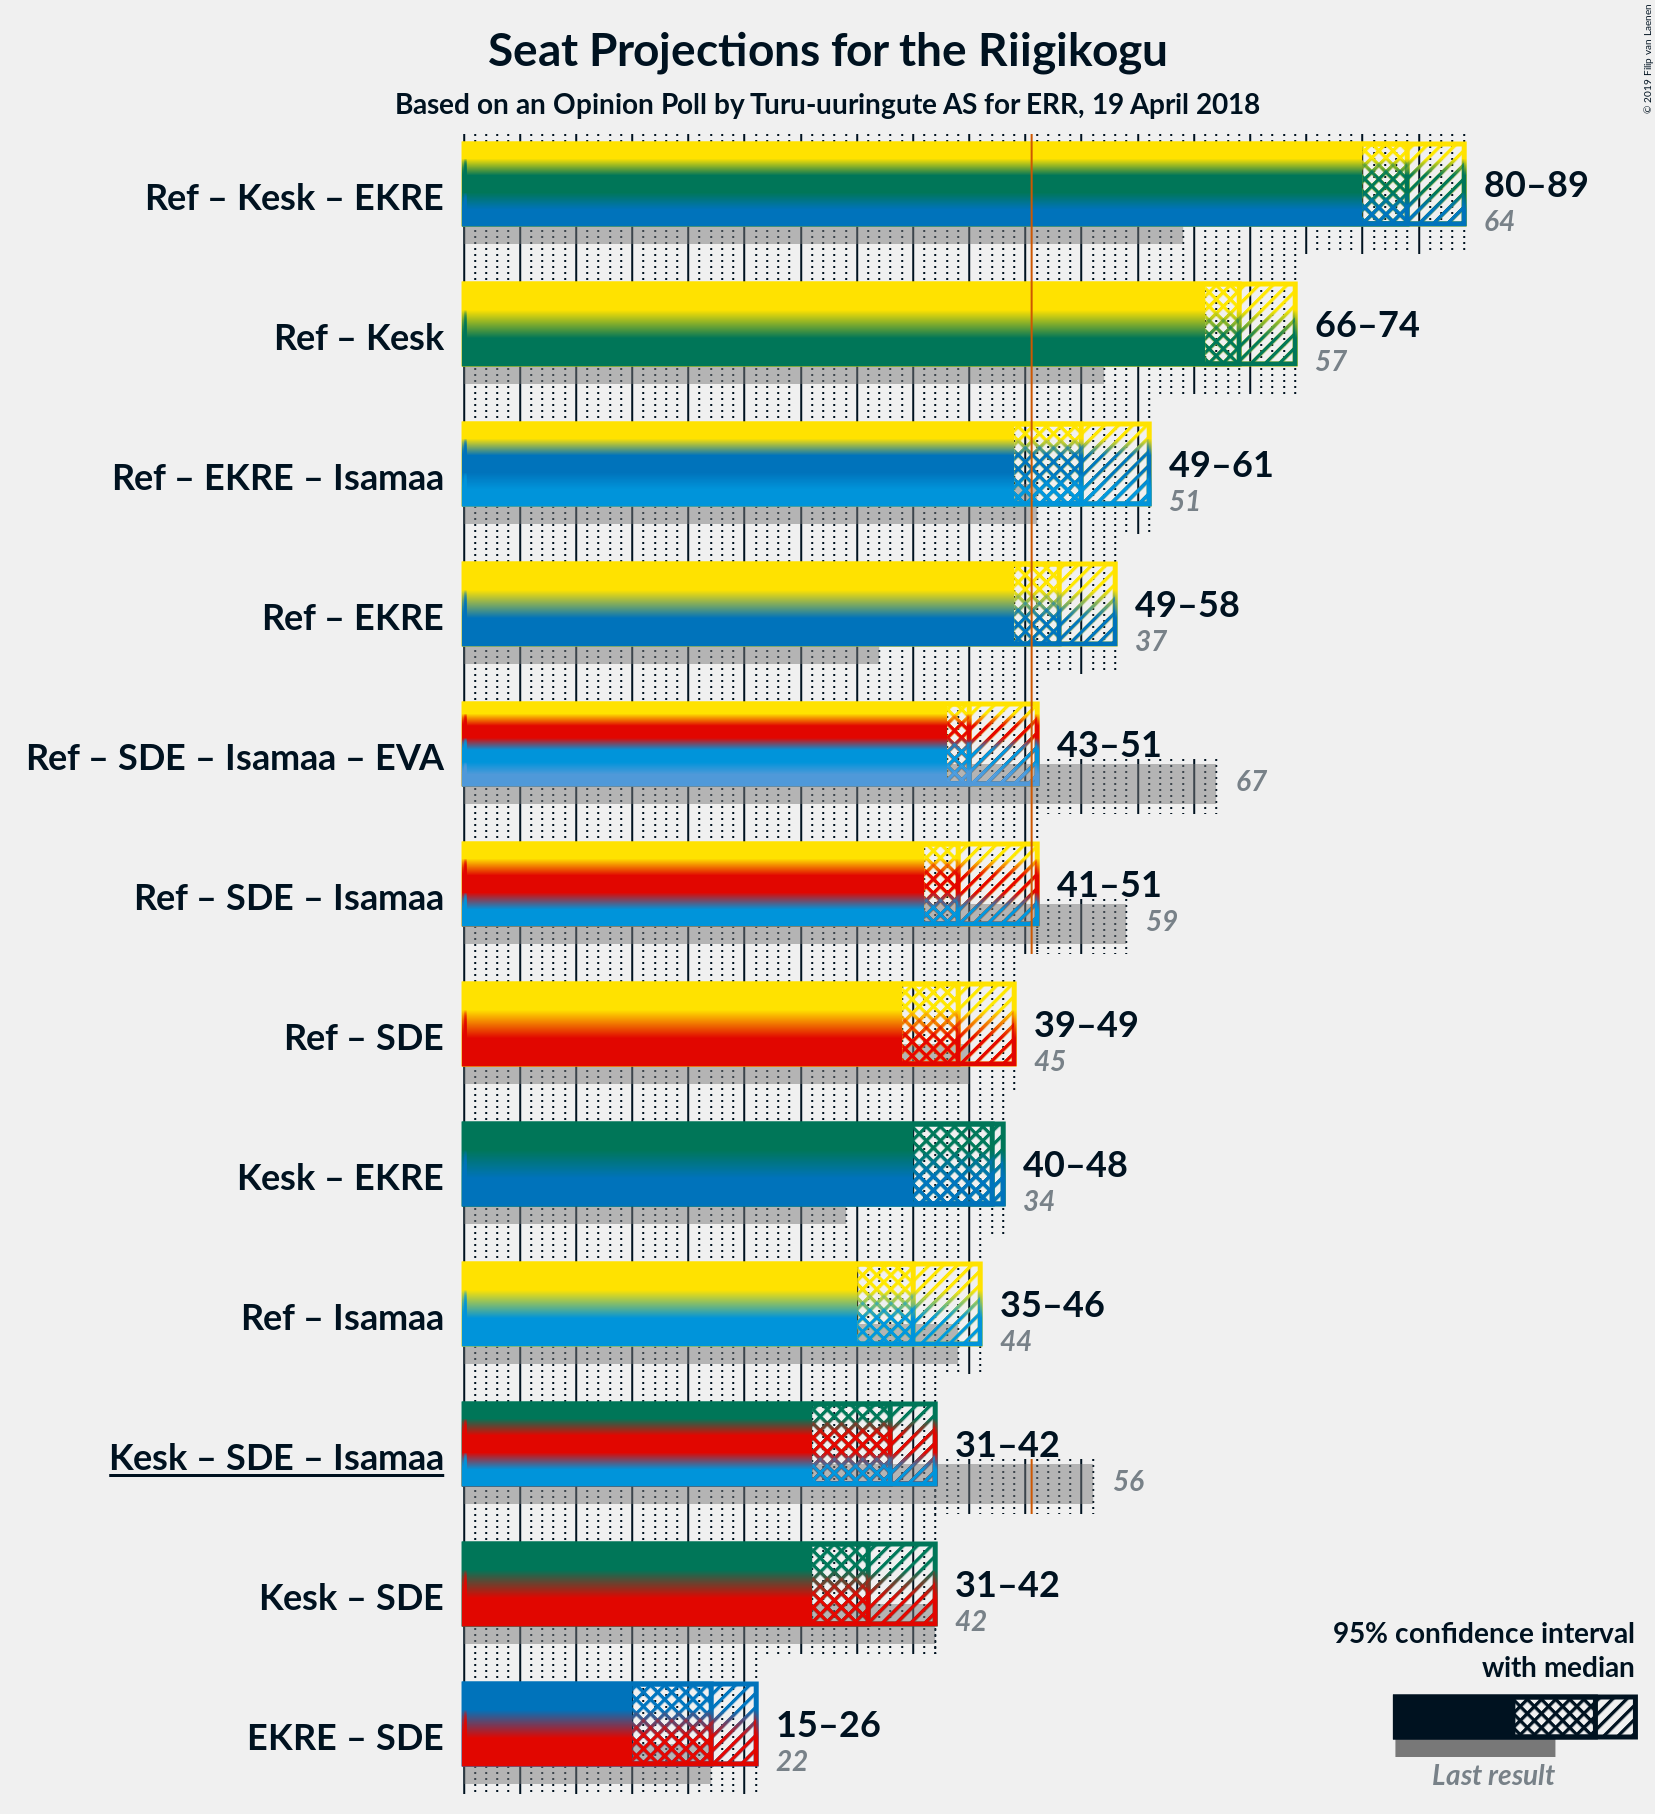 Seat Projections for the Riigikogu
Based on an Opinion Poll by Turu-uuringute AS for ERR, 19 April 2018
© 2019 Filip van Laenen
Ref – Kesk – EKRE
80–89
64
Ref – Kesk
66–74
57
Ref – EKRE – Isamaa
49–61
51
Ref – EKRE
49–58
37
Ref – SDE – Isamaa – EVA
43–51
67
Ref – SDE – Isamaa
41–51
59
Ref – SDE
39–49
45
Kesk – EKRE
40–48
34
Ref – Isamaa
35–46
44
Kesk – SDE – Isamaa
31–42
56
Kesk – SDE
31–42
42
EKRE – SDE
15–26
22
95% confidence interval
with median
Last result